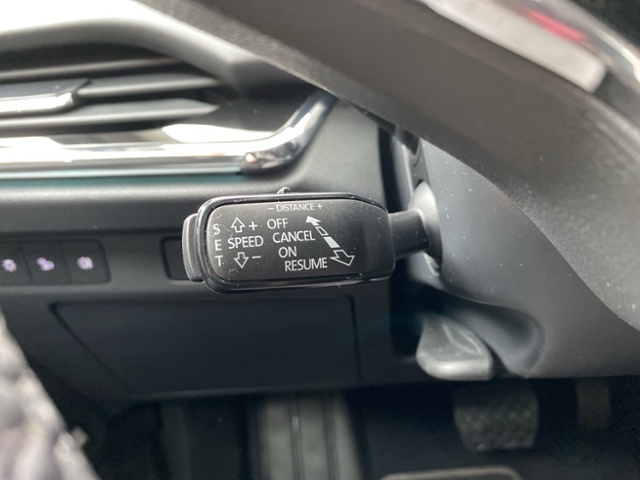 − DISTANCE +
S + OFF
E SPEED CANCEL
T − ON
RESUME